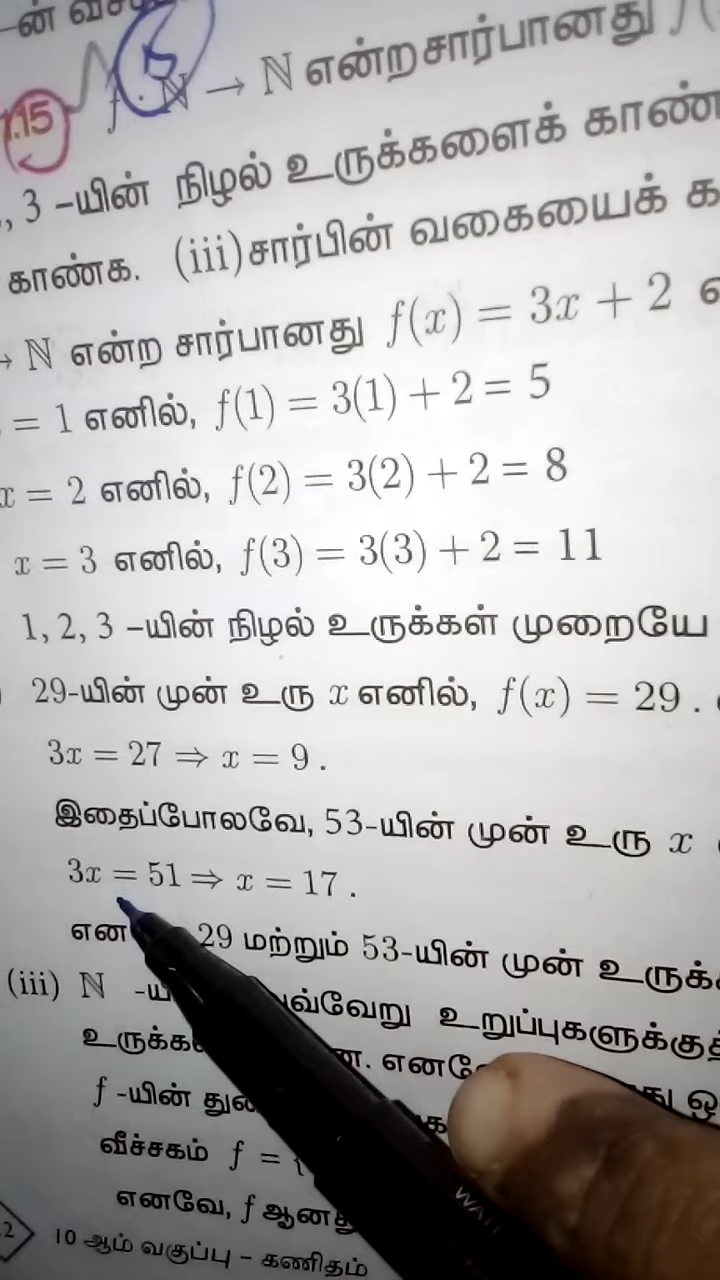 -ன்
1.15 f : N → N என்ற சார்பானது f(
, 3 -யின் நிழல் உருக்களைக் காண்
காண்க. (iii) சார்பின் வகையைக் க
→ N என்ற சார்பானது f(x) = 3x + 2 எ
= 1 எனில், f(1) = 3(1) + 2 = 5
x = 2 எனில், f(2) = 3(2) + 2 = 8
x = 3 எனில், f(3) = 3(3) + 2 = 11
1, 2, 3 -யின் நிழல் உருக்கள் முறையே
29-யின் முன் உரு x எனில், f(x) = 29 .
3x = 27 ⇒ x = 9 .
இதைப்போலவே, 53-யின் முன் உரு x
3x = 51 ⇒ x = 17 .
என 29 மற்றும் 53-யின் முன் உருக்க
(iii) N -ய வ்வேறு உறுப்புகளுக்குத்
உருக்க ன. எனவே து ஒ
f -யின் துண க
வீச்சகம் f = {
எனவே, f ஆனது
2 10 ஆம் வகுப்பு – கணிதம்
WA